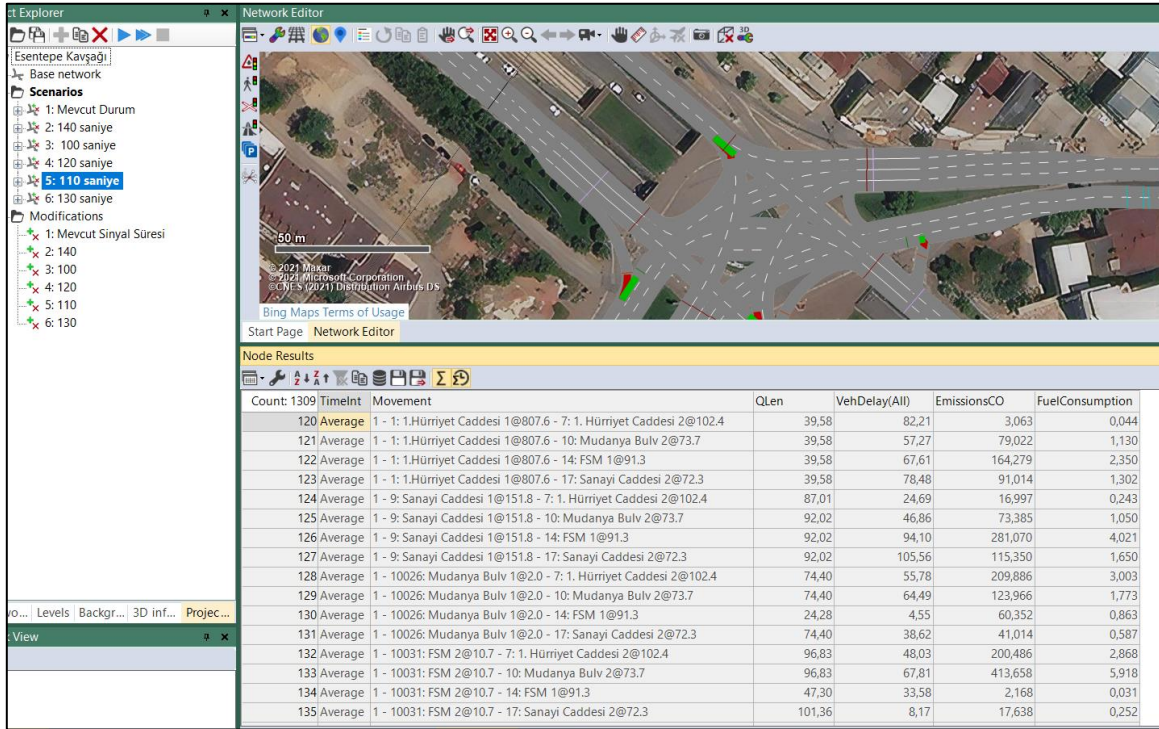 ct Explorer
Esentepe Kavşağı
Base network
Scenarios
1: Mevcut Durum
2: 140 saniye
3: 100 saniye
4: 120 saniye
5: 110 saniye
6: 130 saniye
Modifications
1: Mevcut Sinyal Süresi
2: 140
3: 100
4: 120
5: 110
6: 130
vo... Levels Backgr... 3D inf... Projec...
View
Network Editor
3D
P
50 m
© 2021 Maxar
©2021 Microsoft Corporation
©CNES (2021) Distribution Airbus DS
Bing Maps Terms of Usage
Start Page Network Editor
Node Results
Count: 1309 TimeInt Movement QLen VehDelay(All) EmissionsCO FuelConsumption
120 Average 1 - 1: 1.Hürriyet Caddesi 1@807.6 - 7: 1. Hürriyet Caddesi 2@102.4 39,58 82,21 3,063 0,044
121 Average 1 - 1: 1.Hürriyet Caddesi 1@807.6 - 10: Mudanya Bulv 2@73.7 39,58 57,27 79,022 1,130
122 Average 1 - 1: 1.Hürriyet Caddesi 1@807.6 - 14: FSM 1@91.3 39,58 67,61 164,279 2,350
123 Average 1 - 1: 1.Hürriyet Caddesi 1@807.6 - 17: Sanayi Caddesi 2@72.3 39,58 78,48 91,014 1,302
124 Average 1 - 9: Sanayi Caddesi 1@151.8 - 7: 1. Hürriyet Caddesi 2@102.4 87,01 24,69 16,997 0,243
125 Average 1 - 9: Sanayi Caddesi 1@151.8 - 10: Mudanya Bulv 2@73.7 92,02 46,86 73,385 1,050
126 Average 1 - 9: Sanayi Caddesi 1@151.8 - 14: FSM 1@91.3 92,02 94,10 281,070 4,021
127 Average 1 - 9: Sanayi Caddesi 1@151.8 - 17: Sanayi Caddesi 2@72.3 92,02 105,56 115,350 1,650
128 Average 1 - 10026: Mudanya Bulv 1@2.0 - 7: 1. Hürriyet Caddesi 2@102.4 74,40 55,78 209,886 3,003
129 Average 1 - 10026: Mudanya Bulv 1@2.0 - 10: Mudanya Bulv 2@73.7 74,40 64,49 123,966 1,773
130 Average 1 - 10026: Mudanya Bulv 1@2.0 - 14: FSM 1@91.3 24,28 4,55 60,352 0,863
131 Average 1 - 10026: Mudanya Bulv 1@2.0 - 17: Sanayi Caddesi 2@72.3 74,40 38,62 41,014 0,587
132 Average 1 - 10031: FSM 2@10.7 - 7: 1. Hürriyet Caddesi 2@102.4 96,83 48,03 200,486 2,868
133 Average 1 - 10031: FSM 2@10.7 - 10: Mudanya Bulv 2@73.7 96,83 67,81 413,658 5,918
134 Average 1 - 10031: FSM 2@10.7 - 14: FSM 1@91.3 47,30 33,58 2,168 0,031
135 Average 1 - 10031: FSM 2@10.7 - 17: Sanayi Caddesi 2@72.3 101,36 8,17 17,638 0,252